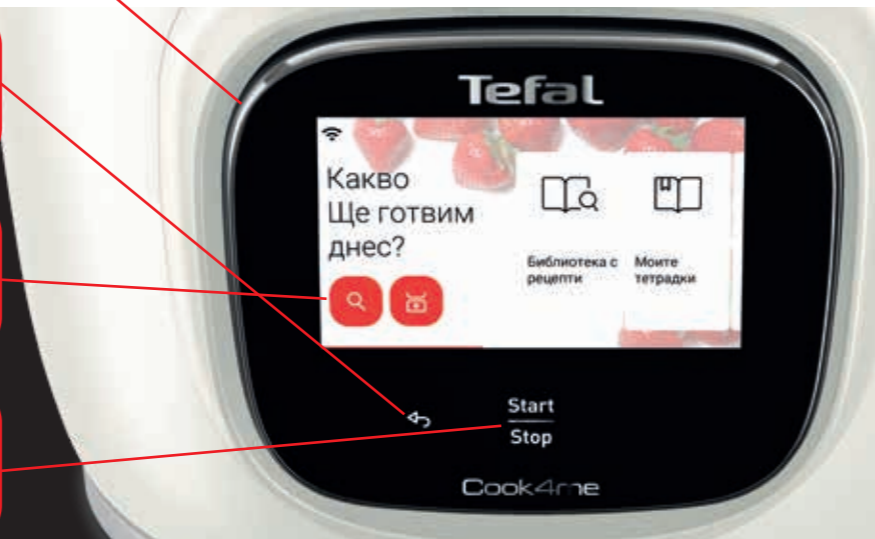 Tefal
Какво
Ще готвим
днес?
Библиотека с
рецепти
Моите
тетрадки
Start
Stop
Cook4me